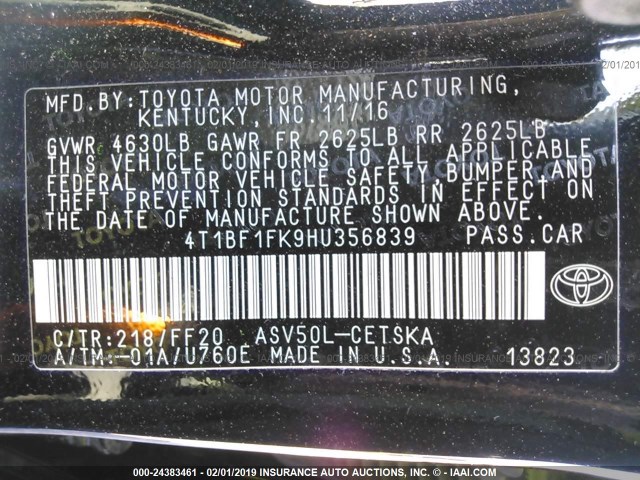 MFD.BY:TOYOTA MOTOR MANUFACTURING,
KENTUCKY,INC.11/16
GVWR 4630LB GAWR FR 2625LB RR 2625LB
THIS VEHICLE CONFORMS TO ALL APPLICABLE
FEDERAL MOTOR VEHICLE SAFETY,BUMPER AND
THEFT PREVENTION STANDARDS IN EFFECT ON
THE DATE OF MANUFACTURE SHOWN ABOVE.
4T1BF1FK9HU356839 PASS.CAR
C/TR:218/FF20 ASV50L-CETSKA
A/TM:-01A/U760E MADE IN U.S.A. 13823
TOYOTA
000-24383461 - 02/01/2019 INSURANCE AUTO AUCTIONS, INC. - IAAI.COM